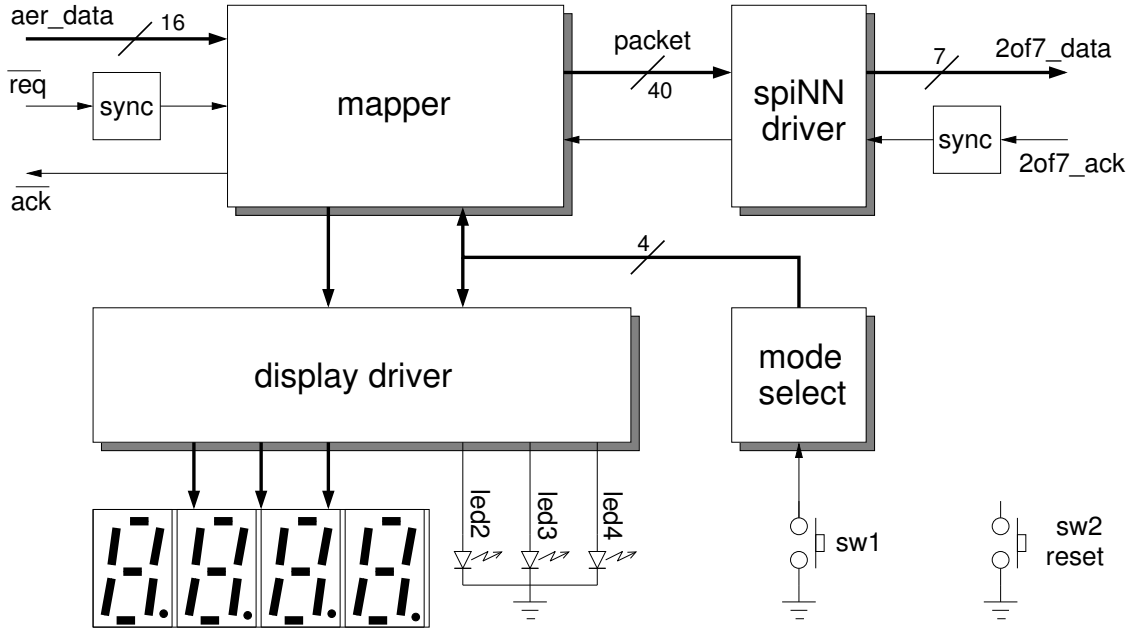 aer_data
16
req
sync
ack
mapper
packet
40
spiNN
driver
7
2of7_data
sync
2of7_ack
4
display driver
mode
select
led2
led3
led4
sw1
sw2
reset